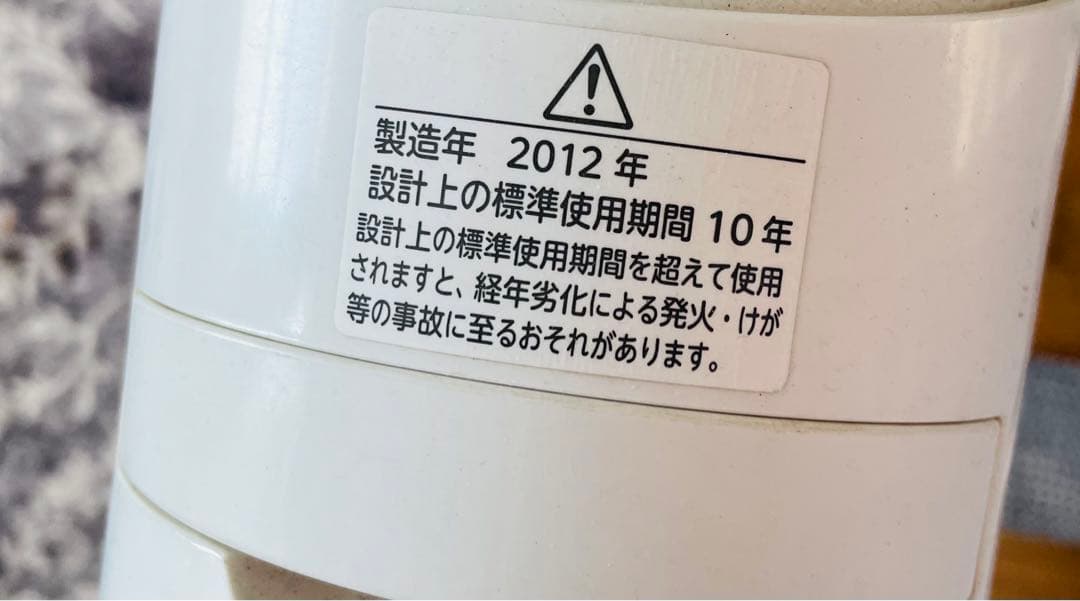 製造年 2012 年
設計上の標準使用期間 10 年
設計上の標準使用期間を超えて使用
されますと、経年劣化による発火・けが
等の事故に至るおそれがあります。